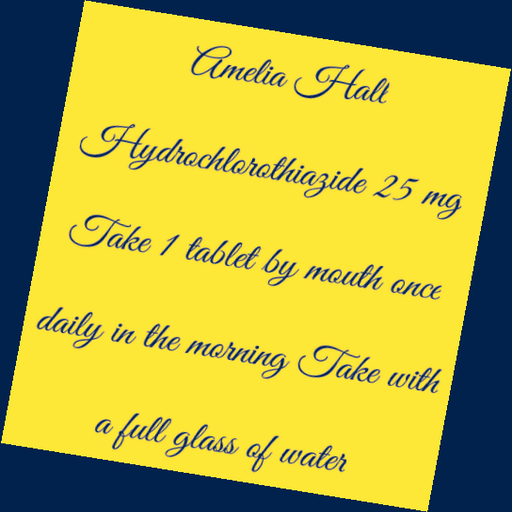 Amelia Halt
Hydrochlorothiazide 25 mg
Take 1 tablet by mouth once
daily in the morning Take with
a full glass of water